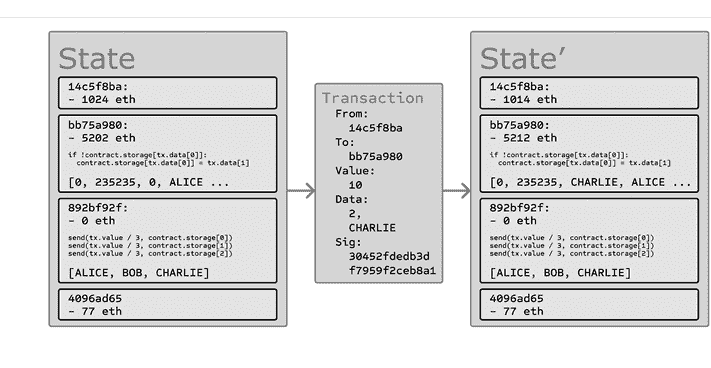 State
14c5f8ba:
- 1024 eth
bb75a980:
- 5202 eth
if !contract.storage[tx.data[0]]:
contract.storage[tx.data[0]] = tx.data[1]
[0, 235235, 0, ALICE ...
892bf92f:
- 0 eth
send(tx.value / 3, contract.storage[0])
send(tx.value / 3, contract.storage[1])
send(tx.value / 3, contract.storage[2])
[ALICE, BOB, CHARLIE]
4096ad65
- 77 eth
Transaction
From:
14c5f8ba
To:
bb75a980
Value:
10
Data:
2,
CHARLIE
Sig:
30452fdedb3d
f7959f2ceb8a1
State’
14c5f8ba:
- 1014 eth
bb75a980:
- 5212 eth
if !contract.storage[tx.data[0]]:
contract.storage[tx.data[0]] = tx.data[1]
[0, 235235, CHARLIE, ALICE ...
892bf92f:
- 0 eth
send(tx.value / 3, contract.storage[0])
send(tx.value / 3, contract.storage[1])
send(tx.value / 3, contract.storage[2])
[ALICE, BOB, CHARLIE]
4096ad65
- 77 eth